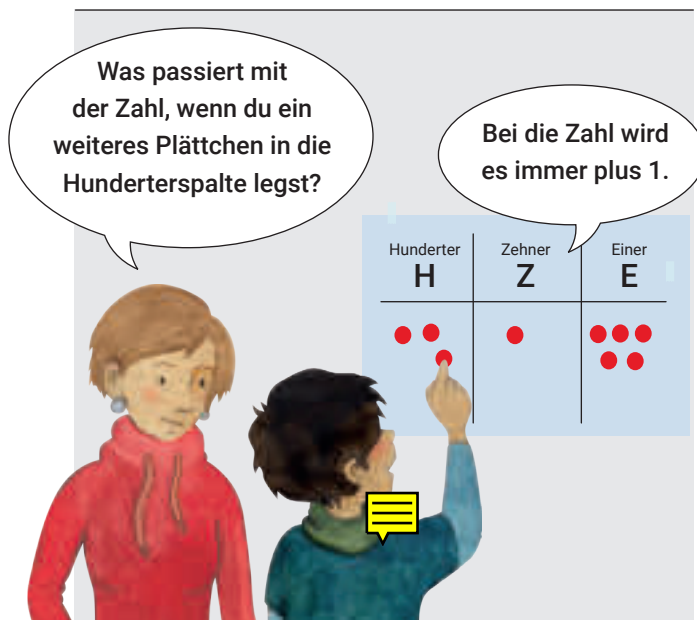 Was passiert mit
der Zahl, wenn du ein
weiteres Plättchen in die
Hunderterspalte legst?
Bei die Zahl wird
es immer plus 1.
Hunderter Zehner Einer
H Z E